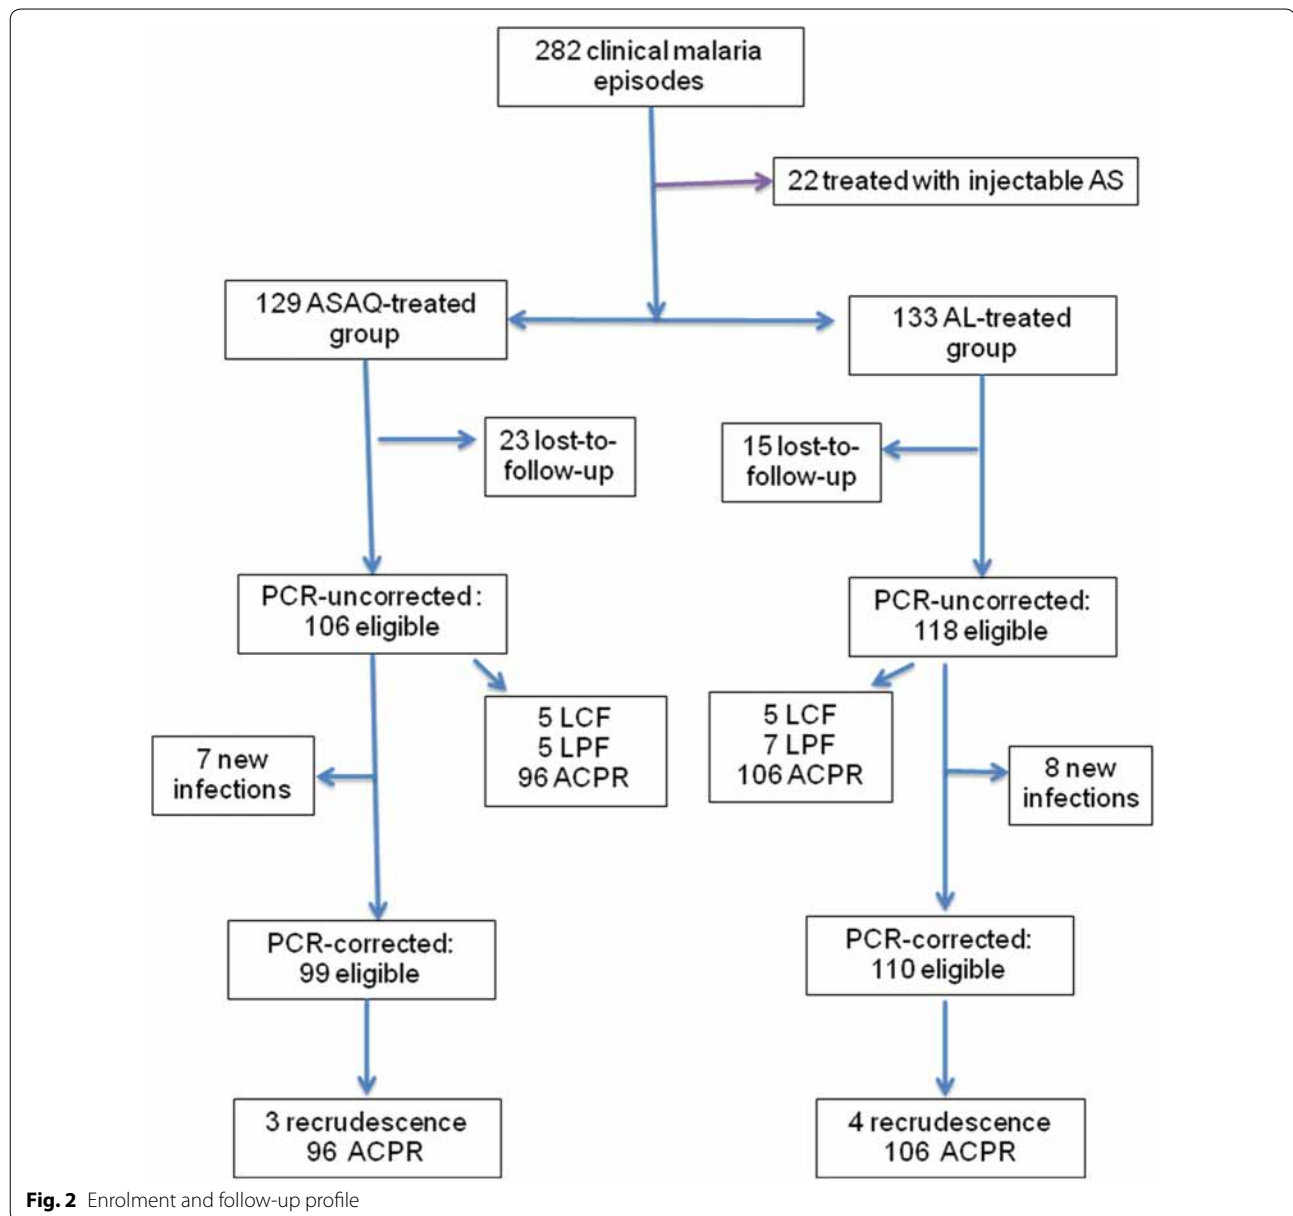 282 clinical malaria
episodes
22 treated with injectable AS
129 ASAQ-treated
group
133 AL-treated
group
23 lost-to-
follow-up
15 lost-to-
follow-up
PCR-uncorrected :
106 eligible
PCR-uncorrected:
118 eligible
5 LCF
5 LPF
96 ACPR
5 LCF
7 LPF
106 ACPR
7 new
infections
8 new
infections
PCR-corrected:
99 eligible
PCR-corrected:
110 eligible
3 recrudescence
96 ACPR
4 recrudescence
106 ACPR
Fig. 2 Enrolment and follow-up profile